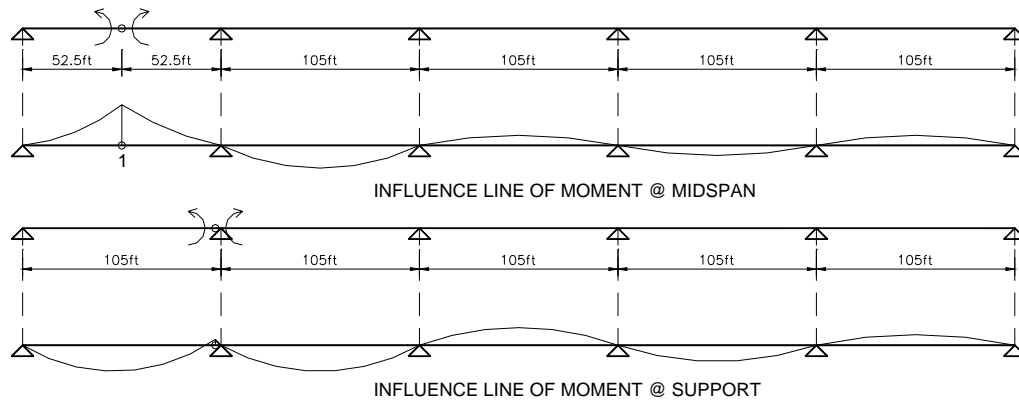 52.5ft 52.5ft 105ft 105ft 105ft 105ft
1
INFLUENCE LINE OF MOMENT @ MIDSPAN
105ft 105ft 105ft 105ft 105ft
INFLUENCE LINE OF MOMENT @ SUPPORT